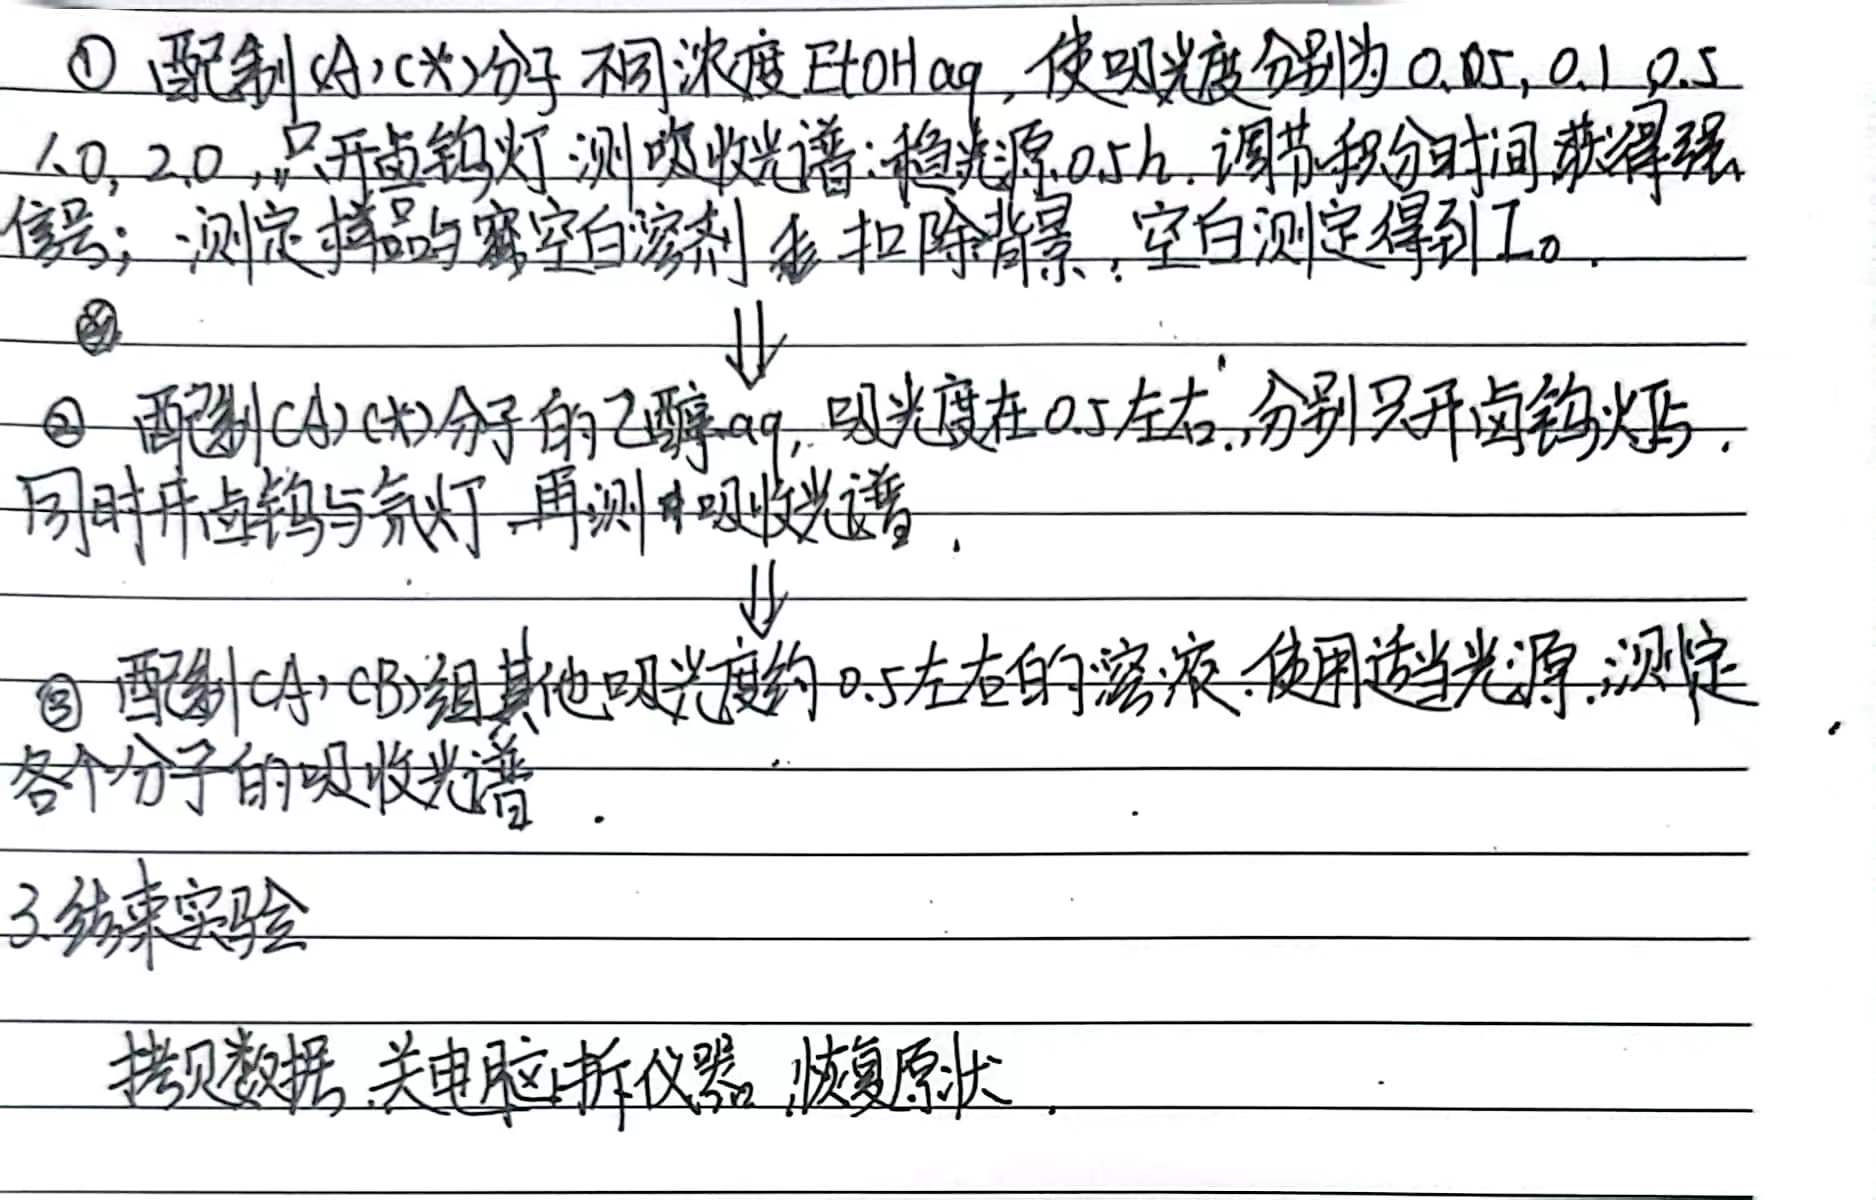 ① 配制(A)(*)分子不同浓度EtOH aq, 使吸光度分别为0.05, 0.1, 0.5
1.0, 2.0, 只开卤钨灯测吸收光谱: 稳光源0.5h. 调节积分时间获得强
信号; 测定样品与空白溶剂 扣除背景, 空白测定得到I₀.
⇓
② 配制(A)(*)分子的乙醇aq, 吸光度在0.5左右, 分别只开卤钨灯与
同时开卤钨与氘灯 再测 吸收光谱.
⇓
③ 配制(A),(B)组其他吸光度约0.5左右的溶液, 使用适当光源, 测定
各个分子的吸收光谱.
3.结束实验
拷贝数据, 关电脑, 拆仪器, 恢复原状.